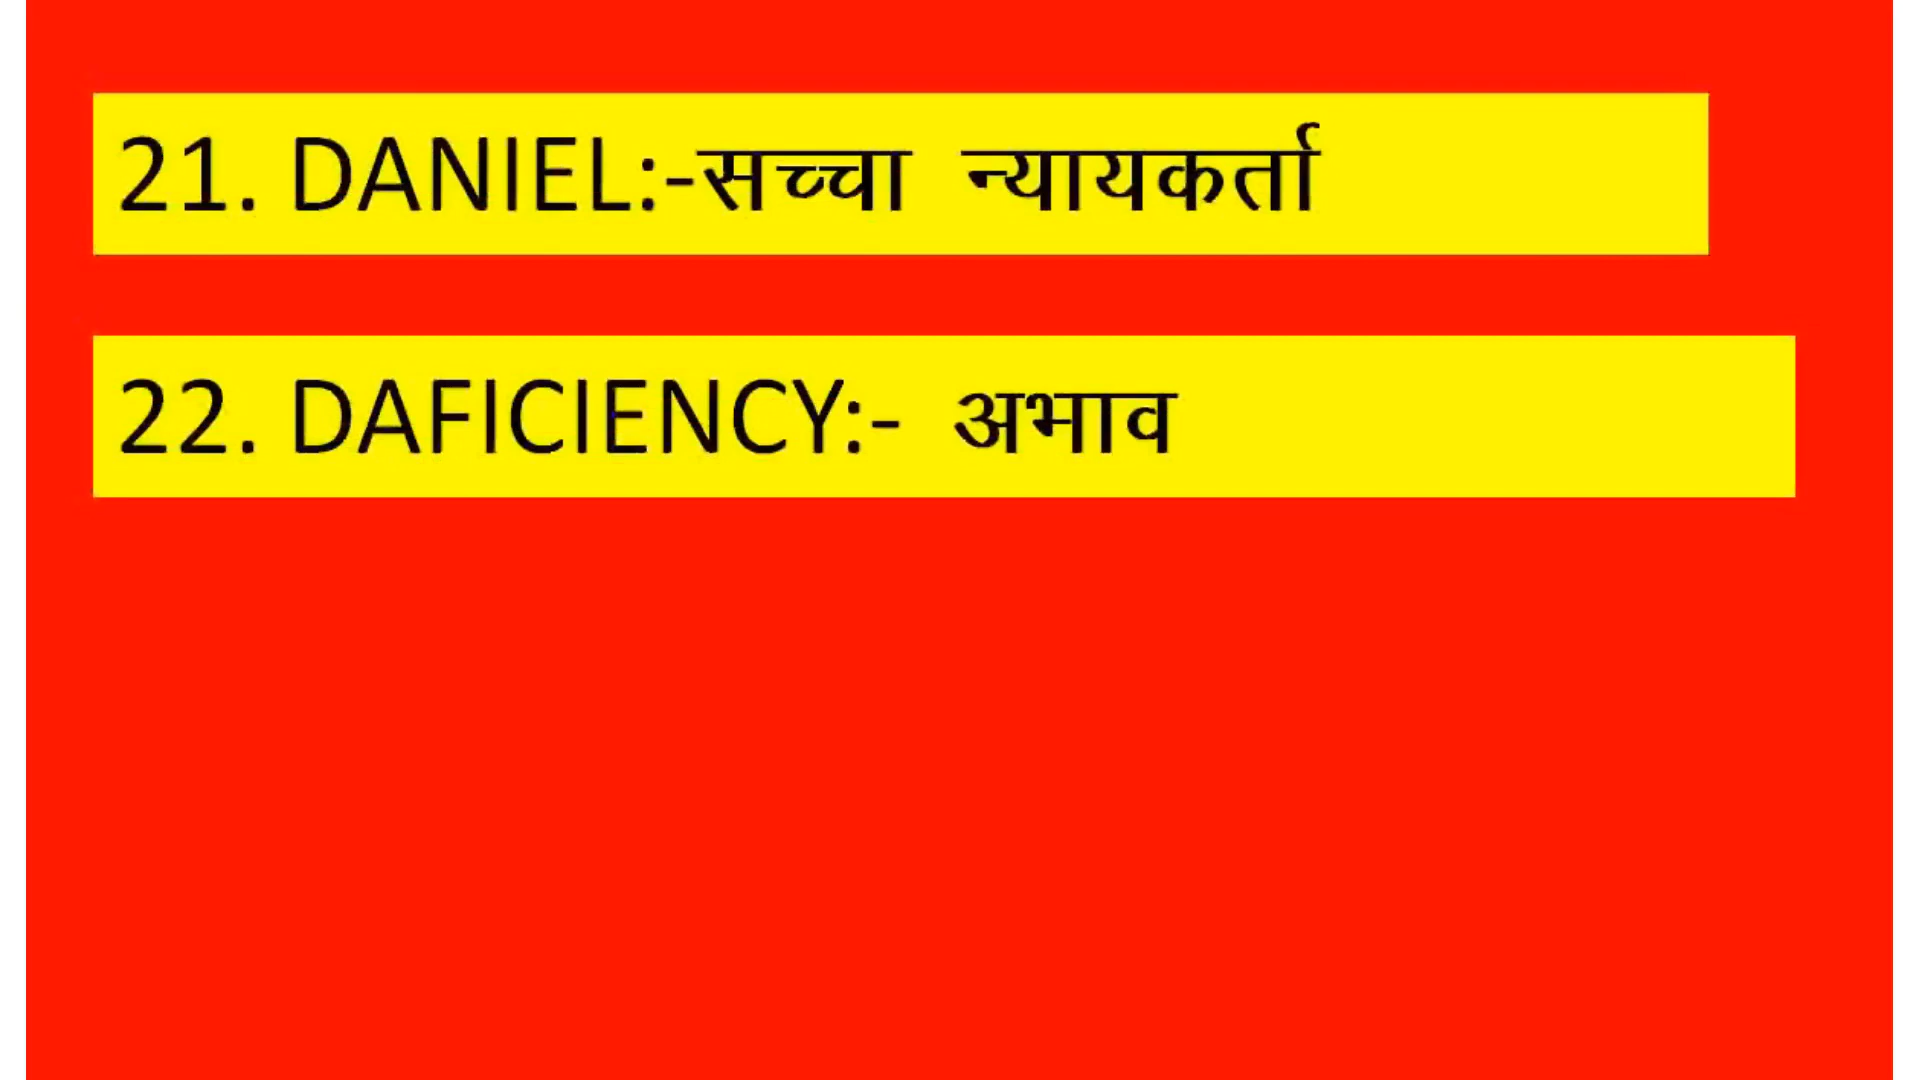 21. DANIEL:-सच्चा न्यायकर्ता
22. DAFICIENCY:- अभाव